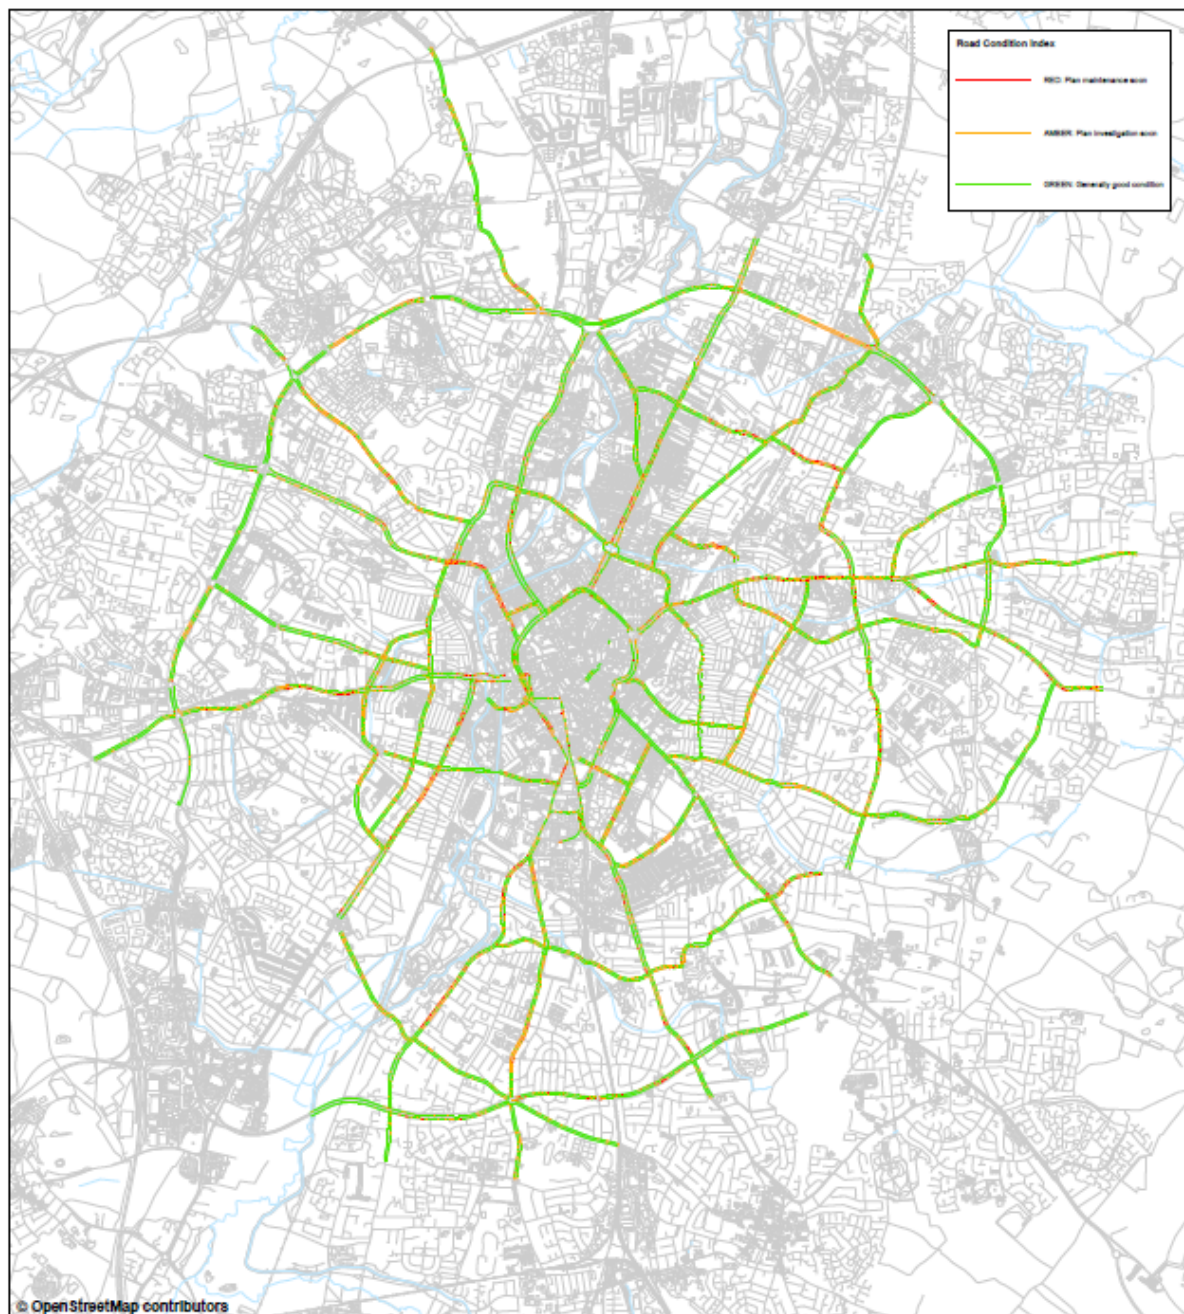 Road Condition Index
RED: Plan maintenance soon
AMBER: Plan investigation soon
GREEN: Generally good condition
© OpenStreetMap contributors